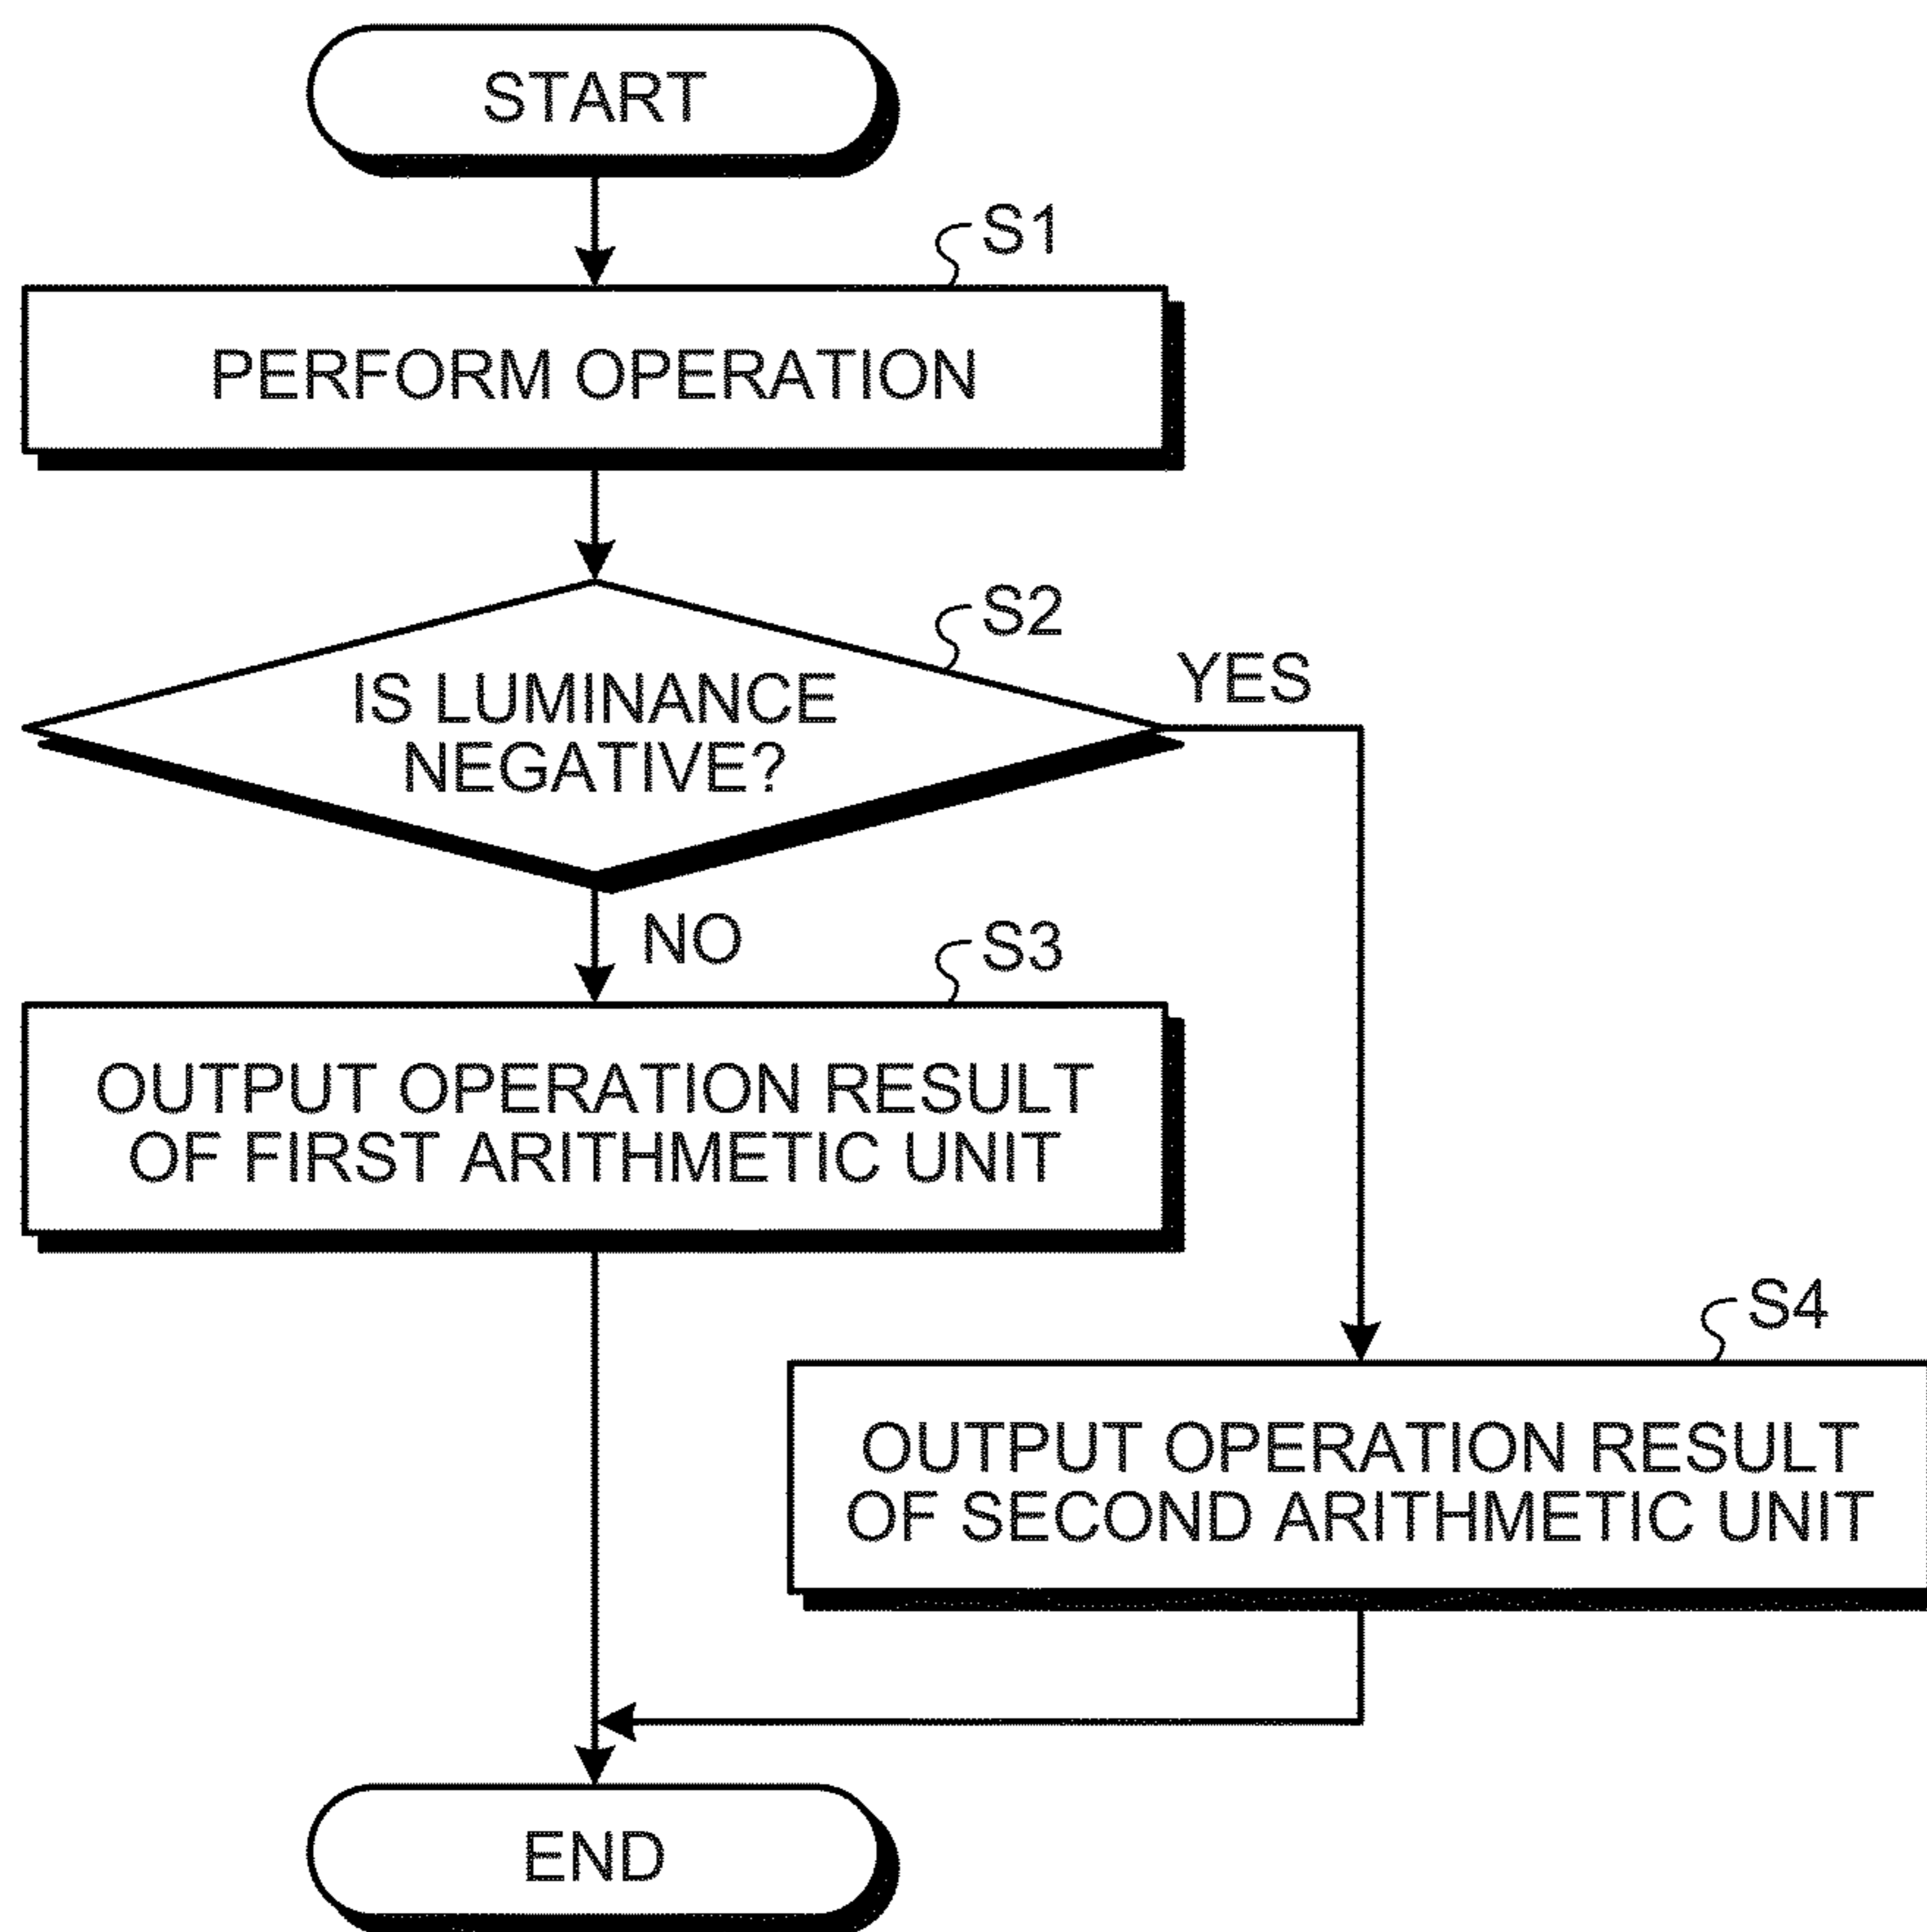 START
S1
PERFORM OPERATION
S2
IS LUMINANCE
NEGATIVE?
YES
NO
S3
OUTPUT OPERATION RESULT
OF FIRST ARITHMETIC UNIT
S4
OUTPUT OPERATION RESULT
OF SECOND ARITHMETIC UNIT
END